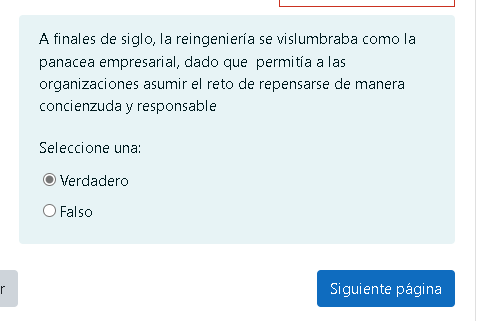 A finales de siglo, la reingeniería se vislumbraba como la
panacea empresarial, dado que  permitía a las
organizaciones asumir el reto de repensarse de manera
concienzuda y responsable
Seleccione una:
Verdadero
Falso
r
Siguiente página